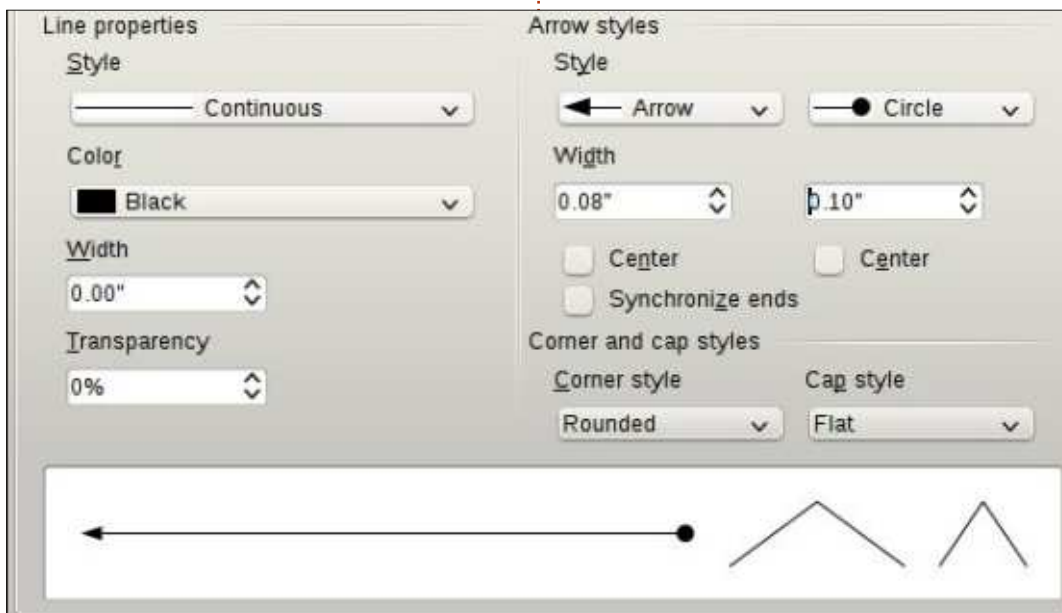 Line properties
Style
Continuous
Color
Black
Width
0.00"
Transparency
0%
Arrow styles
Style
Arrow
Circle
Width
0.08"
0.10"
Center
Center
Synchronize ends
Corner and cap styles
Corner style
Cap style
Rounded
Flat